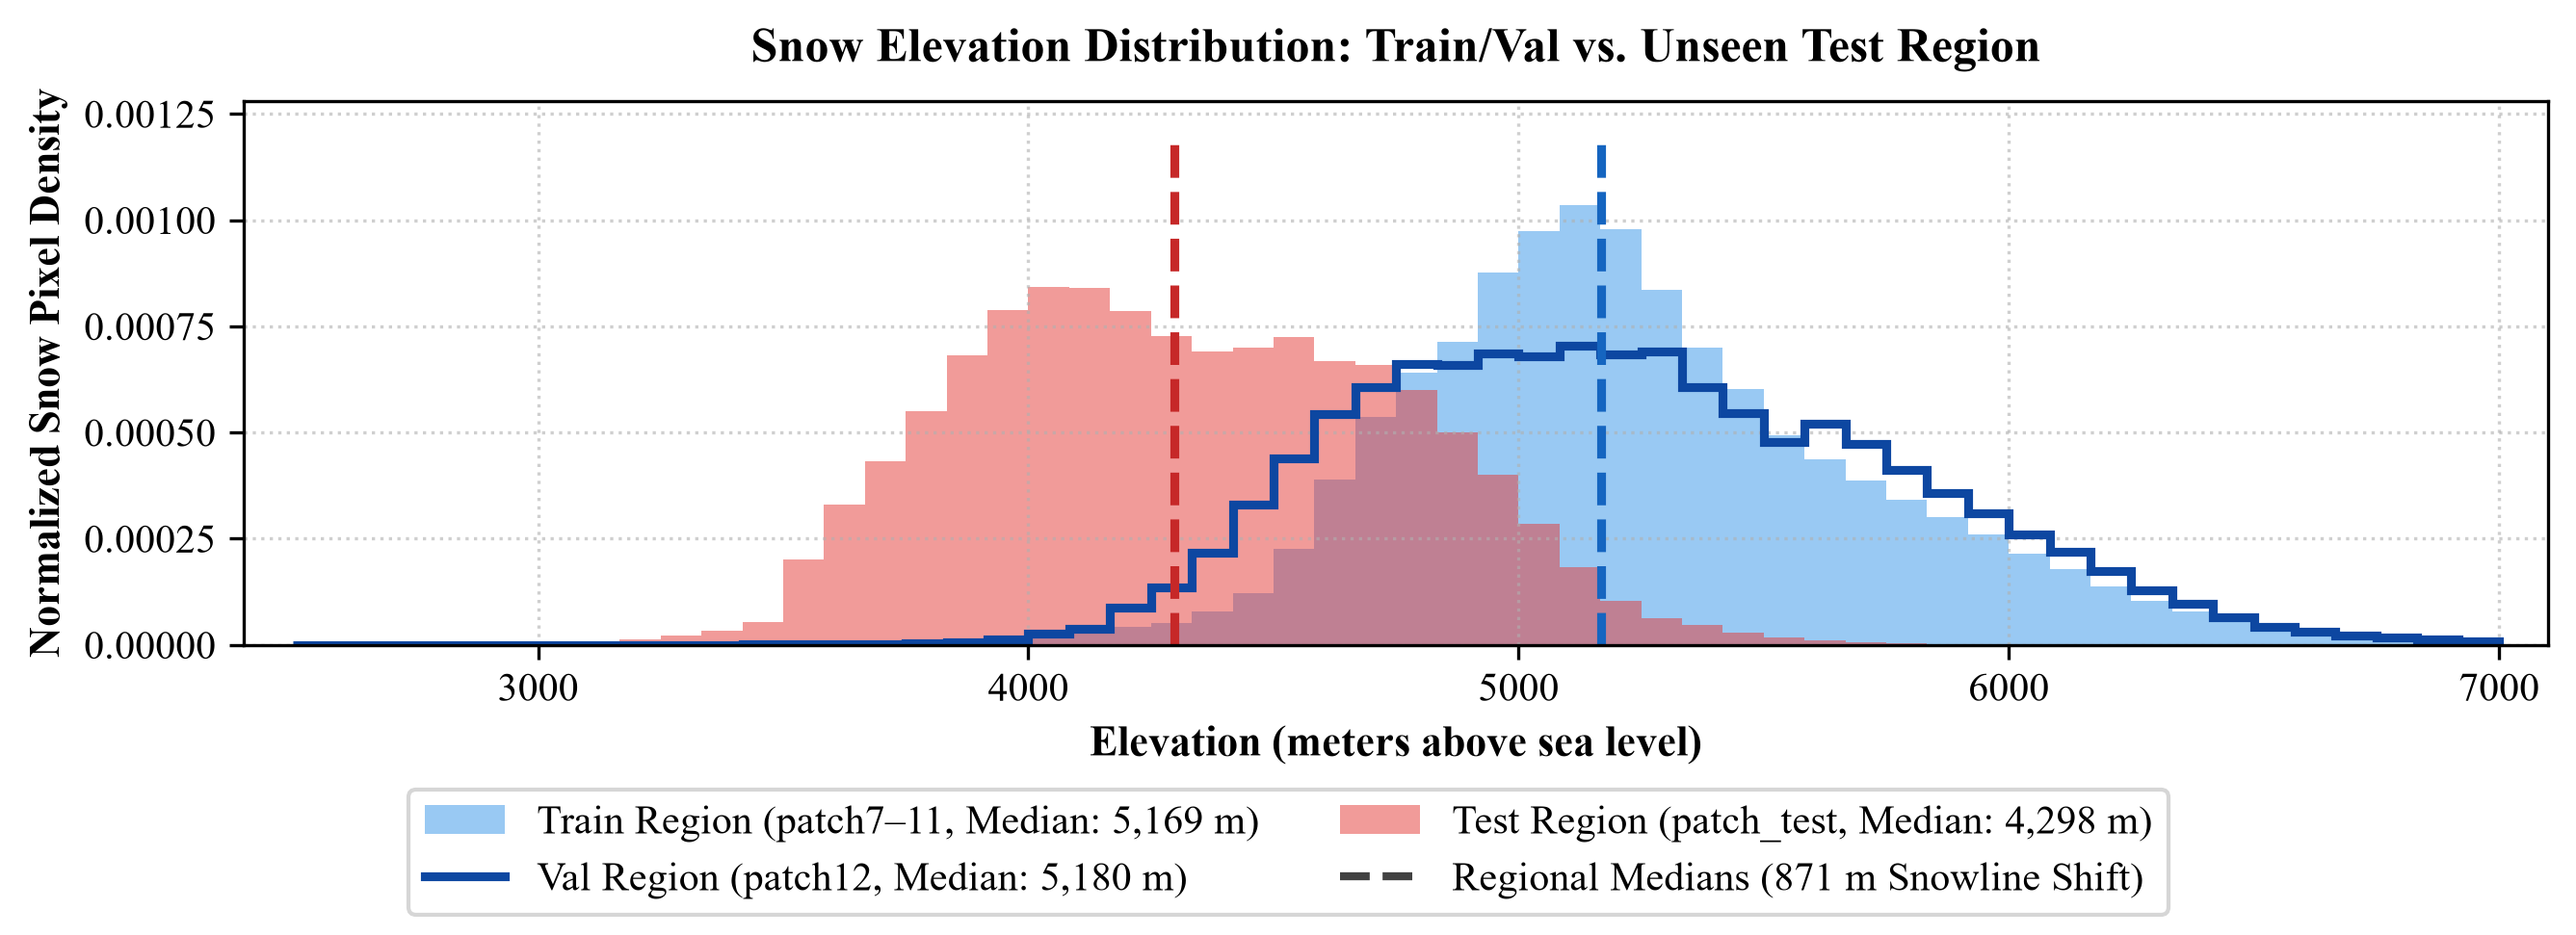 Snow Elevation Distribution: Train/Val vs. Unseen Test Region
Normalized Snow Pixel Density
0.00125
0.00100
0.00075
0.00050
0.00025
0.00000
3000 4000 5000 6000 7000
Elevation (meters above sea level)
Train Region (patch7–11, Median: 5,169 m)
Val Region (patch12, Median: 5,180 m)
Test Region (patch_test, Median: 4,298 m)
Regional Medians (871 m Snowline Shift)